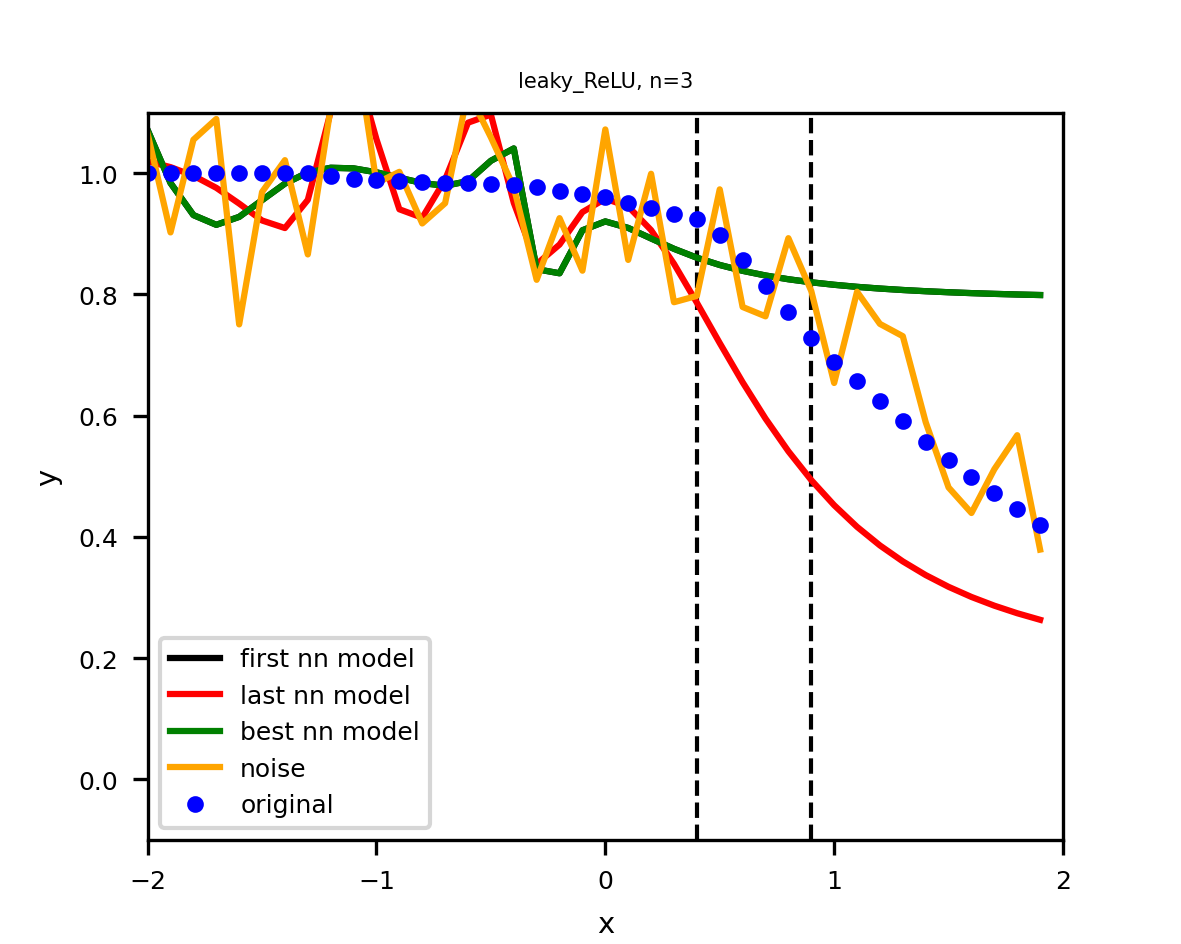 leaky_ReLU, n=3
1.0
0.8
0.6
0.4
0.2
0.0
y
first nn model
last nn model
best nn model
noise
original
−2
−1
0
1
2
x